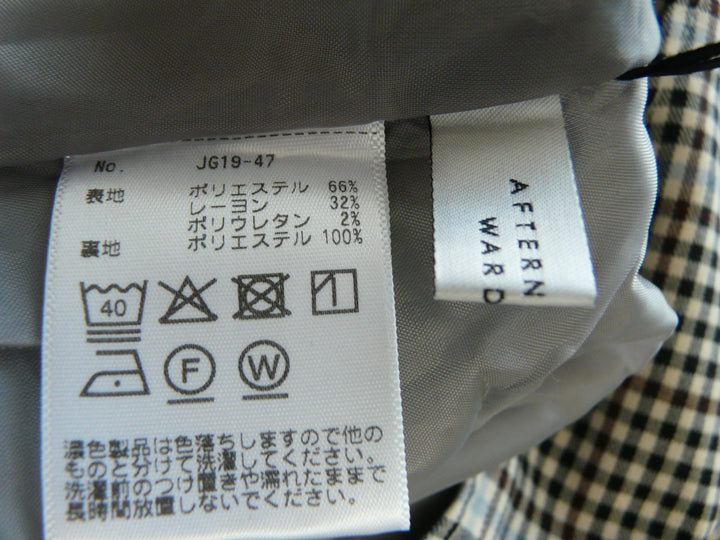 No. JG19-47
表地 ポリエステル 66%
レーヨン 32%
ポリウレタン 2%
裏地 ポリエステル 100%
40
F W
濃色製品は色落ちしますので他の
ものと分けて洗濯してください。
洗濯前のつけ置きや濡れたままで
長時間放置しないでください。
AFTERN
WARD